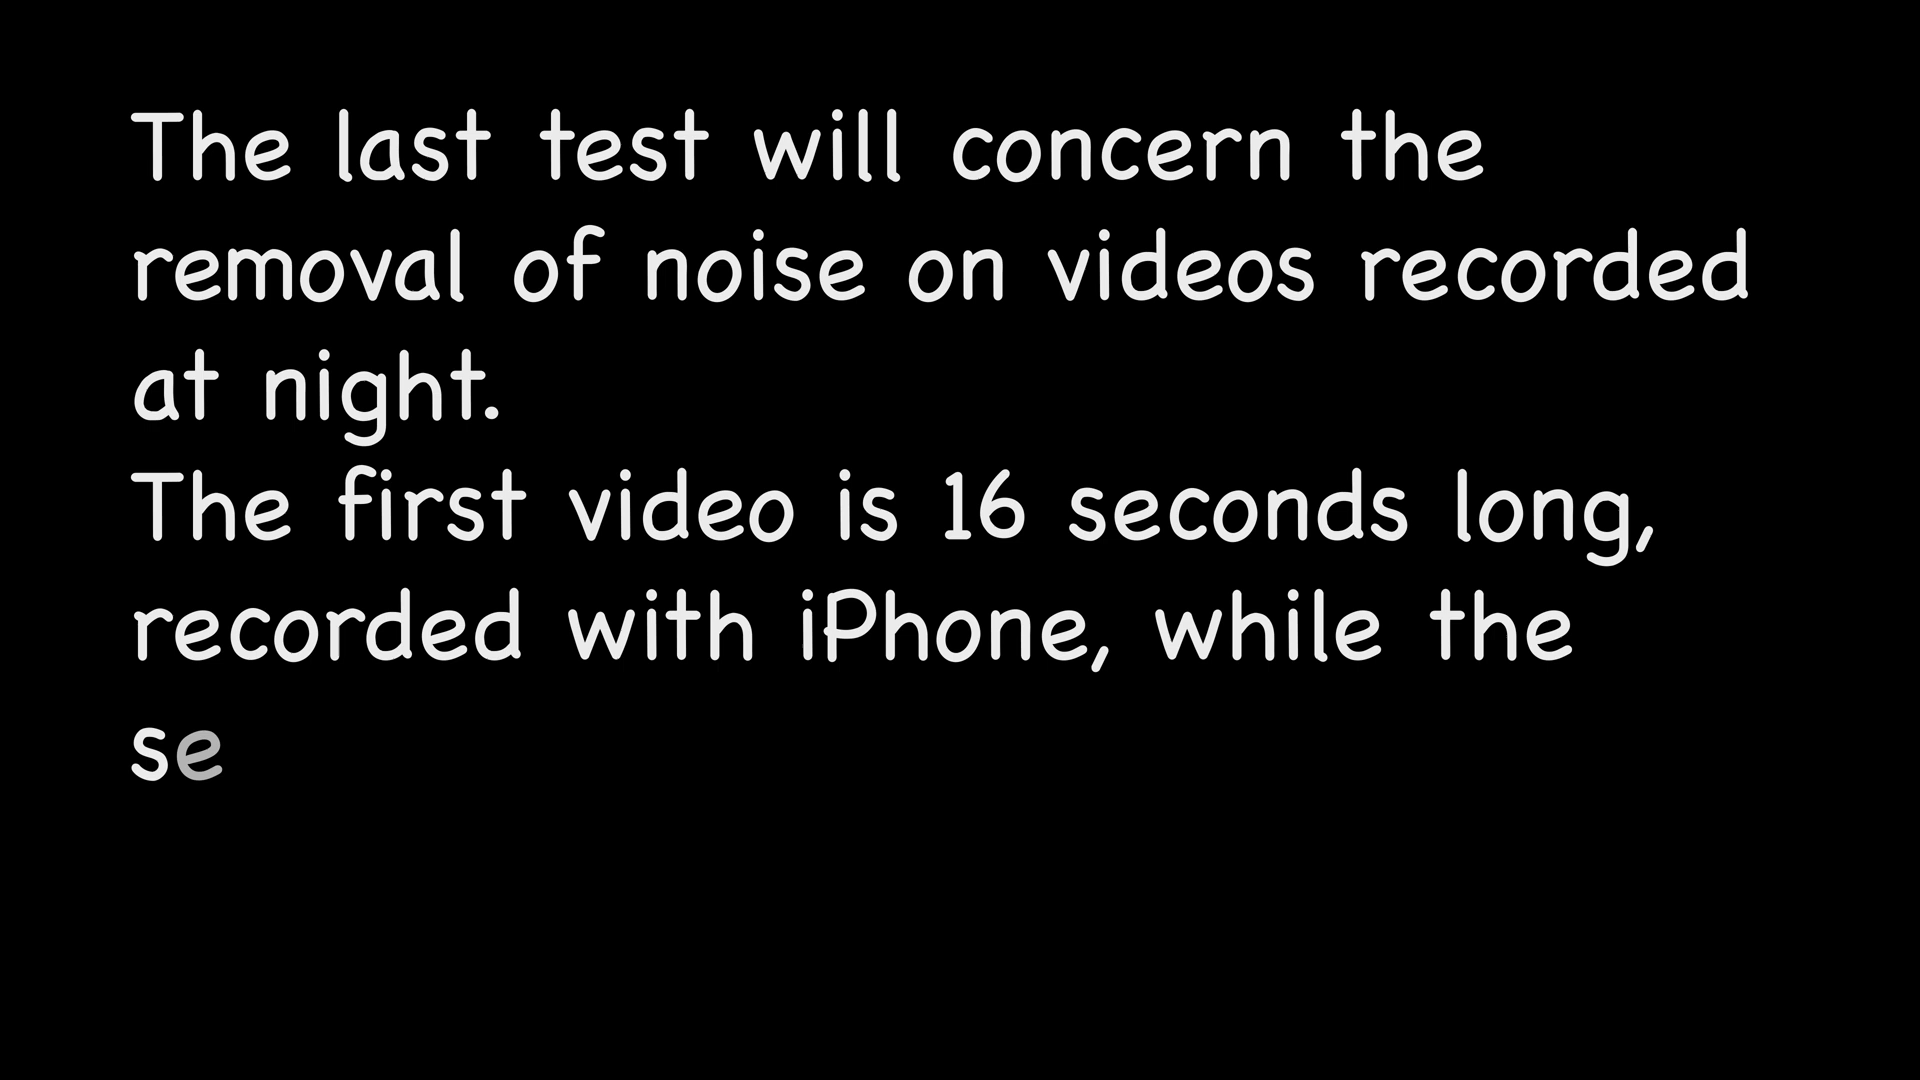 The last test will concern the
removal of noise on videos recorded
at night.
The first video is 16 seconds long,
recorded with iPhone, while the
se